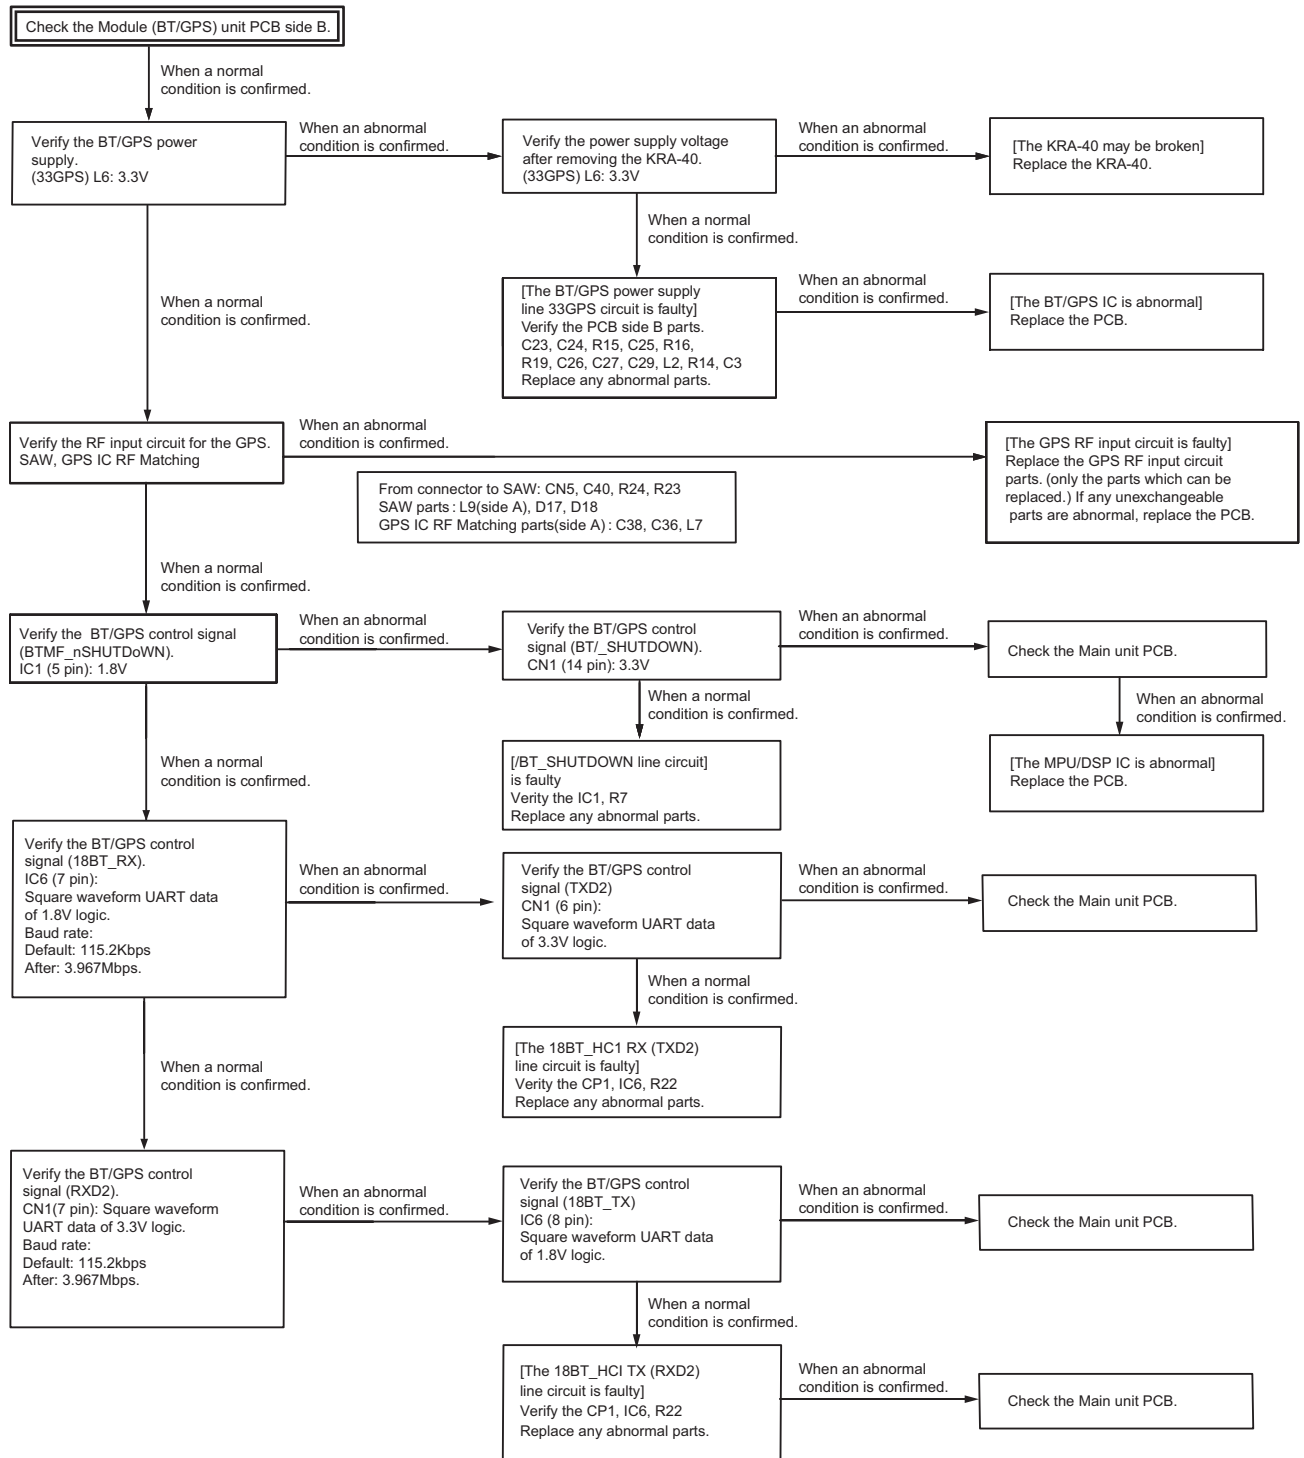 Check the Module (BT/GPS) unit PCB side B.
When a normal
condition is confirmed.
Verify the BT/GPS power
supply.
(33GPS) L6: 3.3V
When an abnormal
condition is confirmed.
Verify the power supply voltage
after removing the KRA-40.
(33GPS) L6: 3.3V
When an abnormal
condition is confirmed.
[The KRA-40 may be broken]
Replace the KRA-40.
When a normal
condition is confirmed.
When a normal
condition is confirmed.
[The BT/GPS power supply
line 33GPS circuit is faulty]
Verify the PCB side B parts.
C23, C24, R15, C25, R16,
R19, C26, C27, C29, L2, R14, C3
Replace any abnormal parts.
When an abnormal
condition is confirmed.
[The BT/GPS IC is abnormal]
Replace the PCB.
Verify the RF input circuit for the GPS.
SAW, GPS IC RF Matching
When an abnormal
condition is confirmed.
[The GPS RF input circuit is faulty]
Replace the GPS RF input circuit
parts. (only the parts which can be
replaced.) If any unexchangeable
parts are abnormal, replace the PCB.
From connector to SAW: CN5, C40, R24, R23
SAW parts : L9(side A), D17, D18
GPS IC RF Matching parts(side A) : C38, C36, L7
When a normal
condition is confirmed.
Verify the BT/GPS control signal
(BTMF_nSHUTDoWN).
IC1 (5 pin): 1.8V
When an abnormal
condition is confirmed.
Verify the BT/GPS control
signal (BT/_SHUTDOWN).
CN1 (14 pin): 3.3V
When an abnormal
condition is confirmed.
Check the Main unit PCB.
When a normal
condition is confirmed.
When an abnormal
condition is confirmed.
When a normal
condition is confirmed.
[/BT_SHUTDOWN line circuit]
is faulty
Verity the IC1, R7
Replace any abnormal parts.
[The MPU/DSP IC is abnormal]
Replace the PCB.
Verify the BT/GPS control
signal (18BT_RX).
IC6 (7 pin):
Square waveform UART data
of 1.8V logic.
Baud rate:
Default: 115.2Kbps
After: 3.967Mbps.
When an abnormal
condition is confirmed.
Verify the BT/GPS control
signal (TXD2)
CN1 (6 pin):
Square waveform UART data
of 3.3V logic.
When an abnormal
condition is confirmed.
Check the Main unit PCB.
When a normal
condition is confirmed.
When a normal
condition is confirmed.
[The 18BT_HC1 RX (TXD2)
line circuit is faulty]
Verity the CP1, IC6, R22
Replace any abnormal parts.
Verify the BT/GPS control
signal (RXD2).
CN1(7 pin): Square waveform
UART data of 3.3V logic.
Baud rate:
Default: 115.2kbps
After: 3.967Mbps.
When an abnormal
condition is confirmed.
Verify the BT/GPS control
signal (18BT_TX)
IC6 (8 pin):
Square waveform UART data
of 1.8V logic.
When an abnormal
condition is confirmed.
Check the Main unit PCB.
When a normal
condition is confirmed.
[The 18BT_HCI TX (RXD2)
line circuit is faulty]
Verify the CP1, IC6, R22
Replace any abnormal parts.
When an abnormal
condition is confirmed.
Check the Main unit PCB.